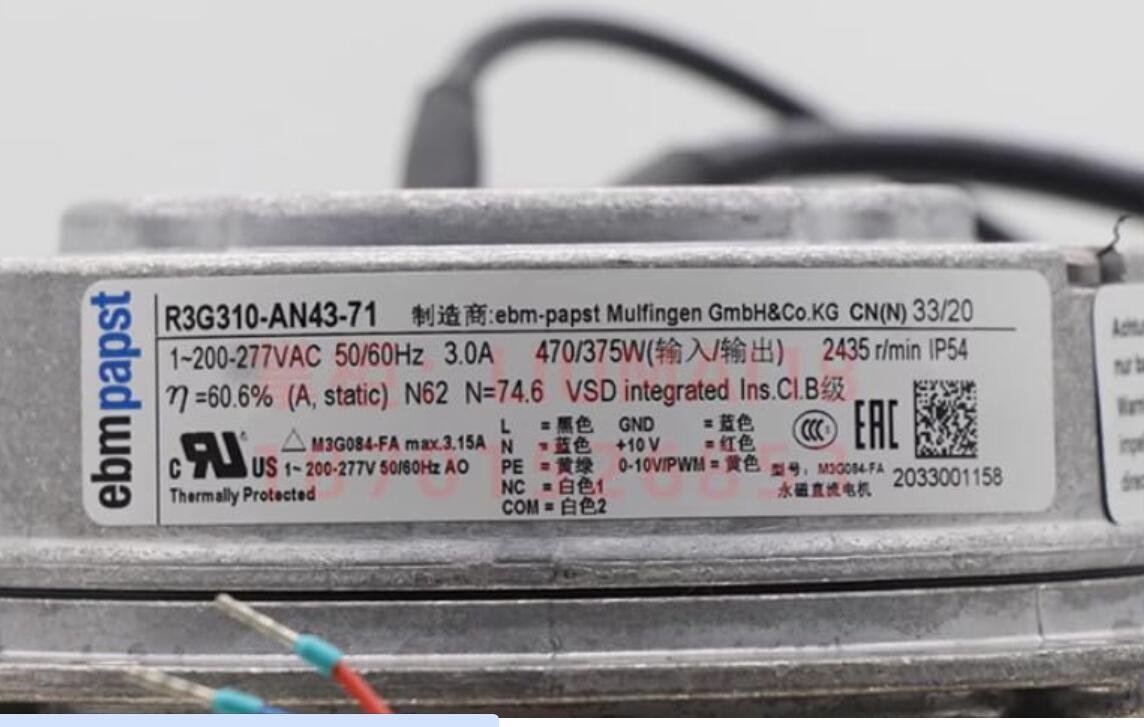 ebmpapst
R3G310-AN43-71 制造商:ebm-papst Mulfingen GmbH&Co.KG CN(N) 33/20
1~200-277VAC 50/60Hz 3.0A 470/375W(输入/输出) 2435 r/min IP54
η=60.6% (A, static) N62 N=74.6 VSD integrated Ins.Cl.B级
L = 黑色 GND = 蓝色
N = 蓝色 +10 V = 红色
PE = 黄绿 0-10V/PWM = 黄色
NC = 白色1
COM = 白色2
c RU US
M3G084-FA max.3.15A
1~ 200-277V 50/60Hz AO
Thermally Protected
CCC EAC
型号: M3G084-FA
永磁直流电机
2033001158